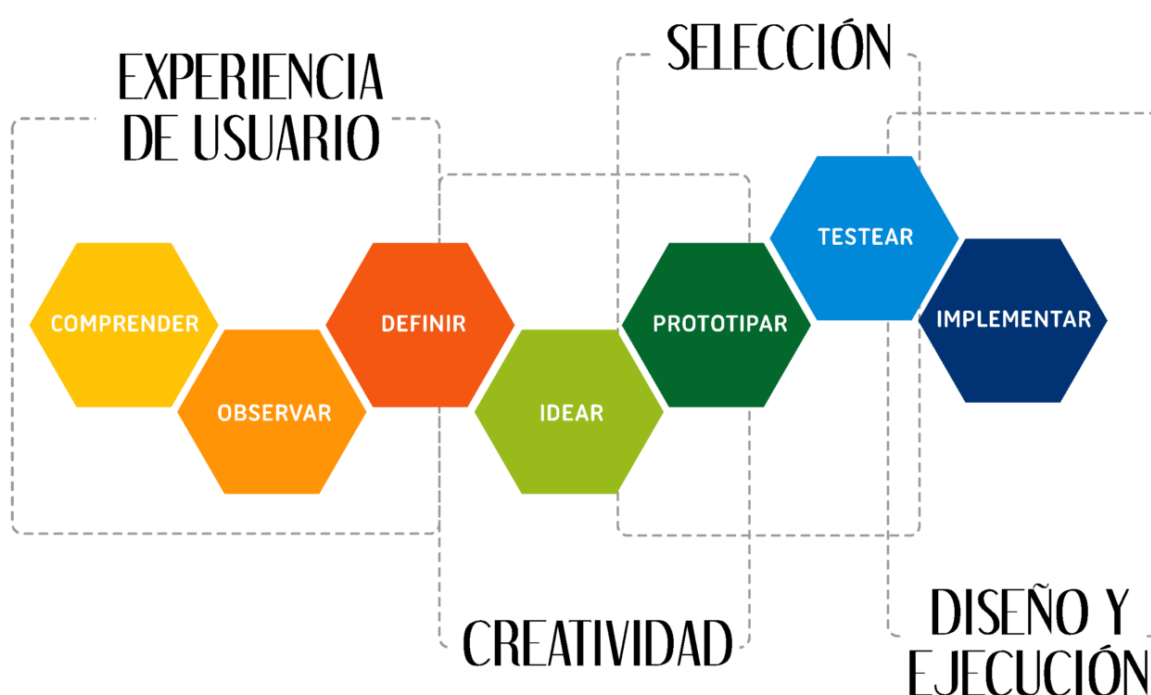 EXPERIENCIA
DE USUARIO
SELECCIÓN
COMPRENDER
OBSERVAR
DEFINIR
IDEAR
PROTOTIPAR
TESTEAR
IMPLEMENTAR
CREATIVIDAD
DISEÑO Y
EJECUCIÓN